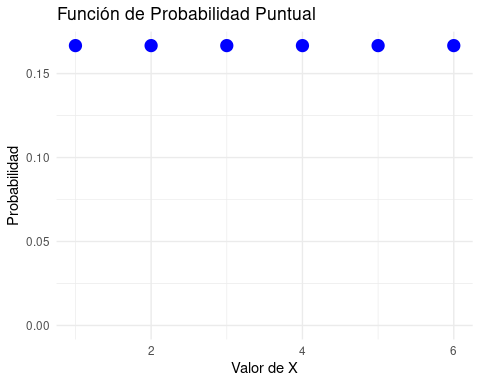 Función de Probabilidad Puntual
0.15
0.10
0.05
0.00
Probabilidad
2 4 6
Valor de X